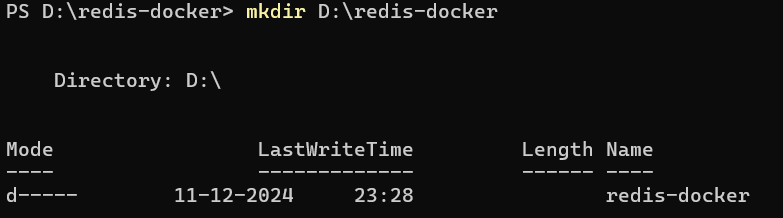 PS D:\redis-docker> mkdir D:\redis-docker
    Directory: D:\
Mode                 LastWriteTime         Length Name
----                 -------------         ------ ----
d-----        11-12-2024     23:28                redis-docker